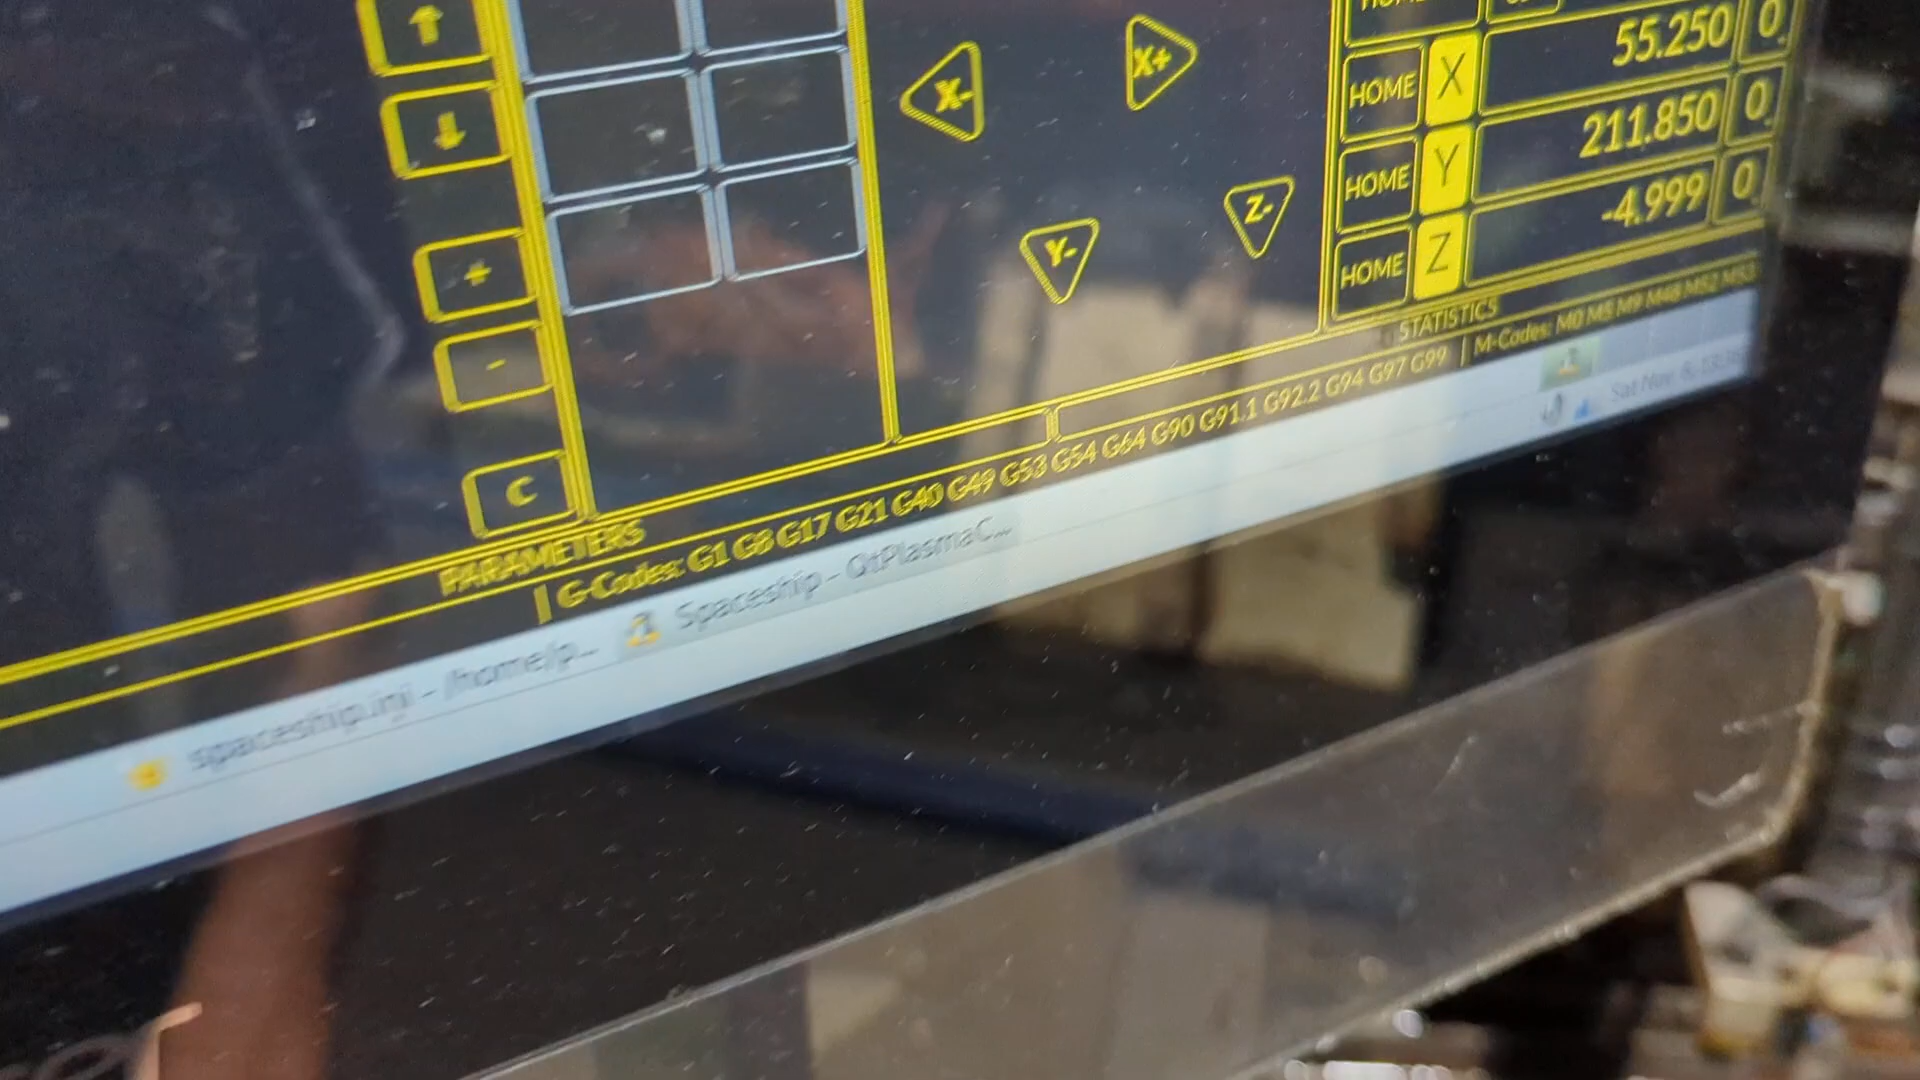 X-
X+
Y-
Z-
+
-
C
HOME X 55.250 0
HOME Y 211.850 0
HOME Z -4.999 0
STATISTICS
PARAMETERS
| G-Codes: G1 G8 G17 G21 G40 G49 G53 G54 G64 G90 G91.1 G92.2 G94 G97 G99 | M-Codes: M0 M5 M9 M48 M52 M53
spaceship.ini - /home/p...
Spaceship - QtPlasmaC...
Sat Nov